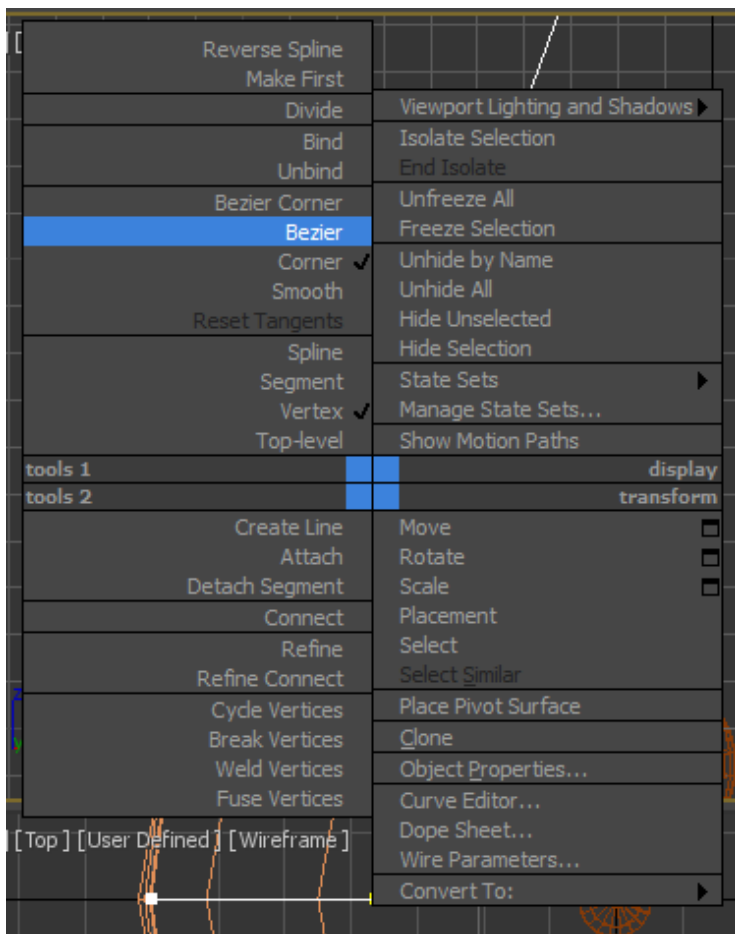 [
Reverse Spline
Make First
Divide
Bind
Unbind
Bezier Corner
Bezier
Corner
Smooth
Reset Tangents
Spline
Segment
Vertex
Top-level
tools 1
tools 2
Create Line
Attach
Detach Segment
Connect
Refine
Refine Connect
Cycle Vertices
Break Vertices
Weld Vertices
Fuse Vertices
Viewport Lighting and Shadows
Isolate Selection
End Isolate
Unfreeze All
Freeze Selection
Unhide by Name
Unhide All
Hide Unselected
Hide Selection
State Sets
Manage State Sets...
Show Motion Paths
display
transform
Move
Rotate
Scale
Placement
Select
Select Similar
Place Pivot Surface
Clone
Object Properties...
Curve Editor...
Dope Sheet...
Wire Parameters...
Convert To:
z
y
] [Top ] [User Defined ] [Wireframe ]